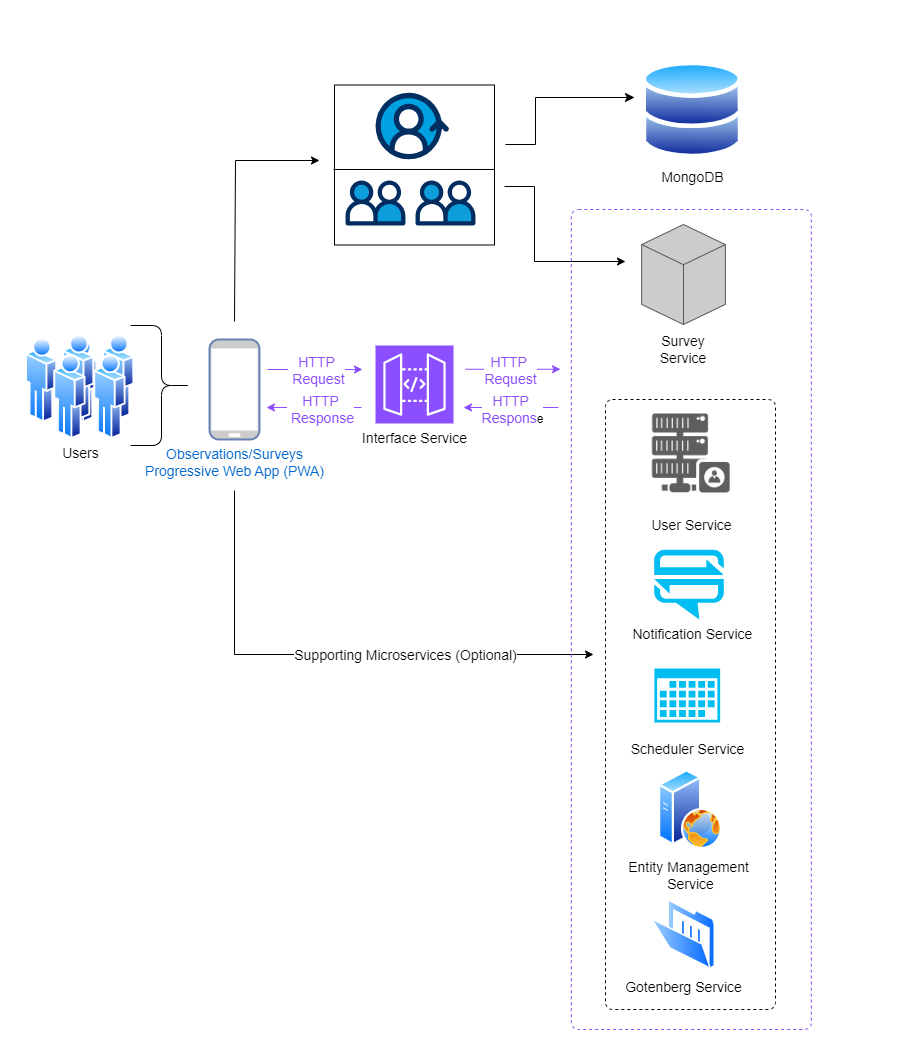 MongoDB
Survey
Service
HTTP
Request
HTTP
Response
HTTP
Request
HTTP
Response
Interface Service
Users
Observations/Surveys
Progressive Web App (PWA)
User Service
Notification Service
Supporting Microservices (Optional)
Scheduler Service
Entity Management
Service
Gotenberg Service